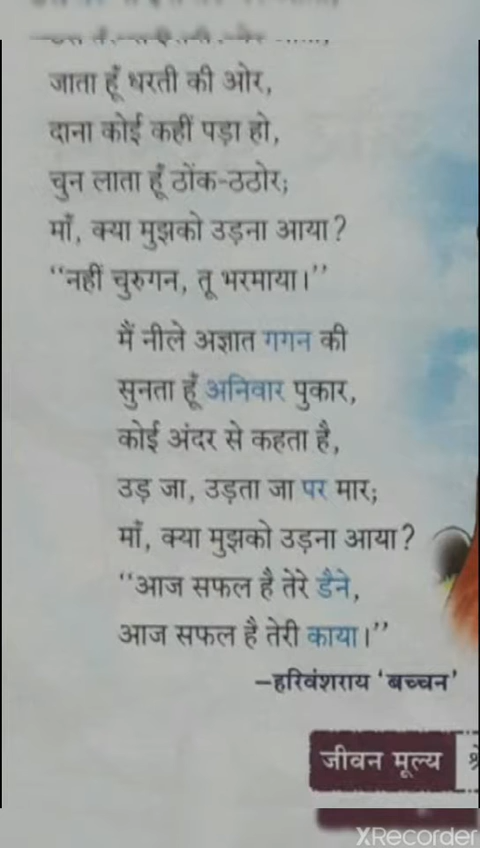 जाता हूँ धरती की ओर,
दाना कोई कहीं पड़ा हो,
चुन लाता हूँ ठोंक-ठठोर;
माँ, क्या मुझको उड़ना आया?
“नहीं चुरुगन, तू भरमाया।”
मैं नीले अज्ञात गगन की
सुनता हूँ अनिवार पुकार,
कोई अंदर से कहता है,
उड़ जा, उड़ता जा पर मार;
माँ, क्या मुझको उड़ना आया?
“आज सफल है तेरे डैने,
आज सफल है तेरी काया।”
–हरिवंशराय ‘बच्चन’
जीवन मूल्य
XRecorder